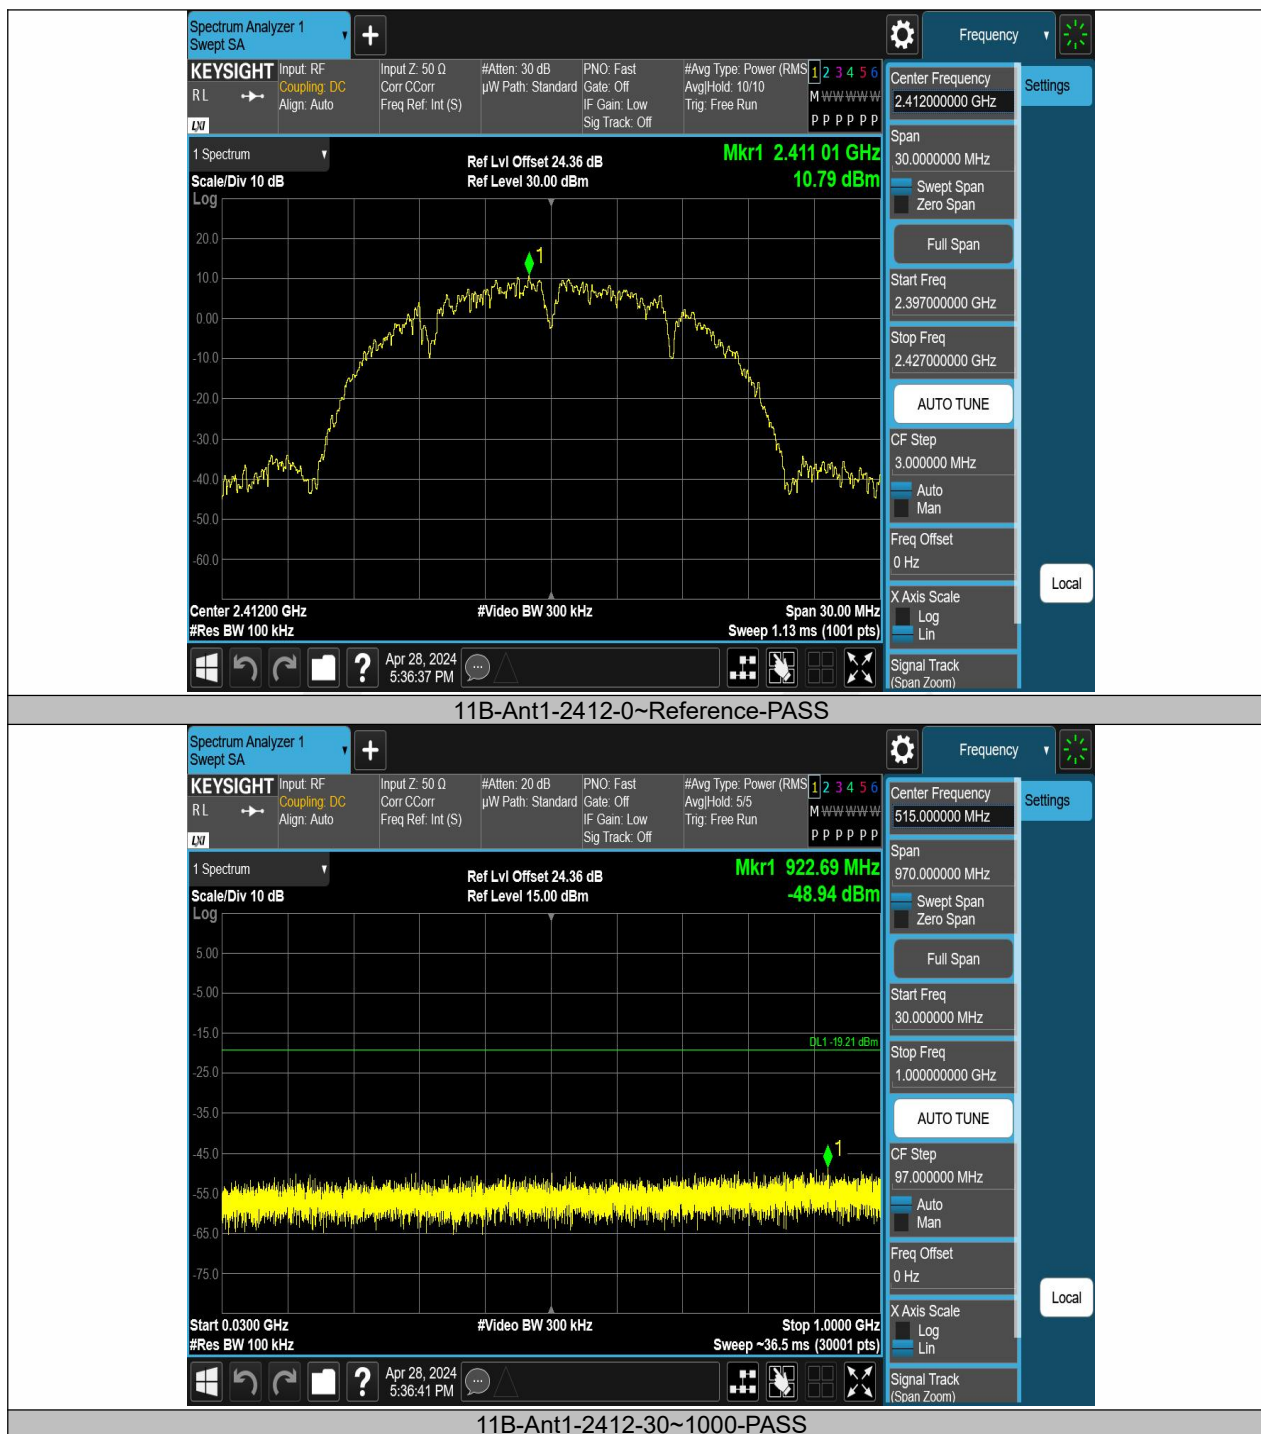 Spectrum Analyzer 1
Swept SA
+
Frequency
KEYSIGHT
R L
LXI
Input: RF
Coupling: DC
Align: Auto
Input Z: 50 Ω
Corr CCorr
Freq Ref: Int (S)
#Atten: 30 dB
µW Path: Standard
PNO: Fast
Gate: Off
IF Gain: Low
Sig Track: Off
#Avg Type: Power (RMS
Avg|Hold: 10/10
Trig: Free Run
1 2 3 4 5 6
M W W W W W
P P P P P P
1 Spectrum
Scale/Div 10 dB
Log
Ref Lvl Offset 24.36 dB
Ref Level 30.00 dBm
Mkr1 2.411 01 GHz
10.79 dBm
1
20.0
10.0
0.00
-10.0
-20.0
-30.0
-40.0
-50.0
-60.0
Center 2.41200 GHz
#Res BW 100 kHz
#Video BW 300 kHz
Span 30.00 MHz
Sweep 1.13 ms (1001 pts)
Center Frequency
2.412000000 GHz
Span
30.0000000 MHz
Swept Span
Zero Span
Full Span
Start Freq
2.397000000 GHz
Stop Freq
2.427000000 GHz
AUTO TUNE
CF Step
3.000000 MHz
Auto
Man
Freq Offset
0 Hz
X Axis Scale
Log
Lin
Signal Track
(Span Zoom)
Settings
Local
?
Apr 28, 2024
5:36:37 PM
11B-Ant1-2412-0~Reference-PASS
Spectrum Analyzer 1
Swept SA
+
Frequency
KEYSIGHT
R L
LXI
Input: RF
Coupling: DC
Align: Auto
Input Z: 50 Ω
Corr CCorr
Freq Ref: Int (S)
#Atten: 20 dB
µW Path: Standard
PNO: Fast
Gate: Off
IF Gain: Low
Sig Track: Off
#Avg Type: Power (RMS
Avg|Hold: 5/5
Trig: Free Run
1 2 3 4 5 6
M W W W W W
P P P P P P
1 Spectrum
Scale/Div 10 dB
Log
Ref Lvl Offset 24.36 dB
Ref Level 15.00 dBm
Mkr1 922.69 MHz
-48.94 dBm
5.00
-5.00
-15.0
DL1 -19.21 dBm
-25.0
-35.0
-45.0
1
-55.0
-65.0
-75.0
Start 0.0300 GHz
#Res BW 100 kHz
#Video BW 300 kHz
Stop 1.0000 GHz
Sweep ~36.5 ms (30001 pts)
Center Frequency
515.000000 MHz
Span
970.000000 MHz
Swept Span
Zero Span
Full Span
Start Freq
30.000000 MHz
Stop Freq
1.000000000 GHz
AUTO TUNE
CF Step
97.000000 MHz
Auto
Man
Freq Offset
0 Hz
X Axis Scale
Log
Lin
Signal Track
(Span Zoom)
Settings
Local
?
Apr 28, 2024
5:36:41 PM
11B-Ant1-2412-30~1000-PASS